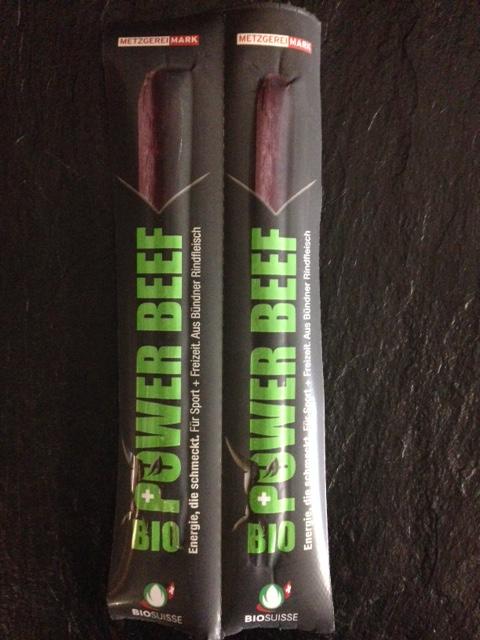 METZGEREI MARK
BIO POWER BEEF
Energie, die schmeckt. Für Sport + Freizeit. Aus Bündner Rindfleisch
BIOSUISSE
METZGEREI MARK
BIO POWER BEEF
Energie, die schmeckt. Für Sport + Freizeit. Aus Bündner Rindfleisch
BIOSUISSE